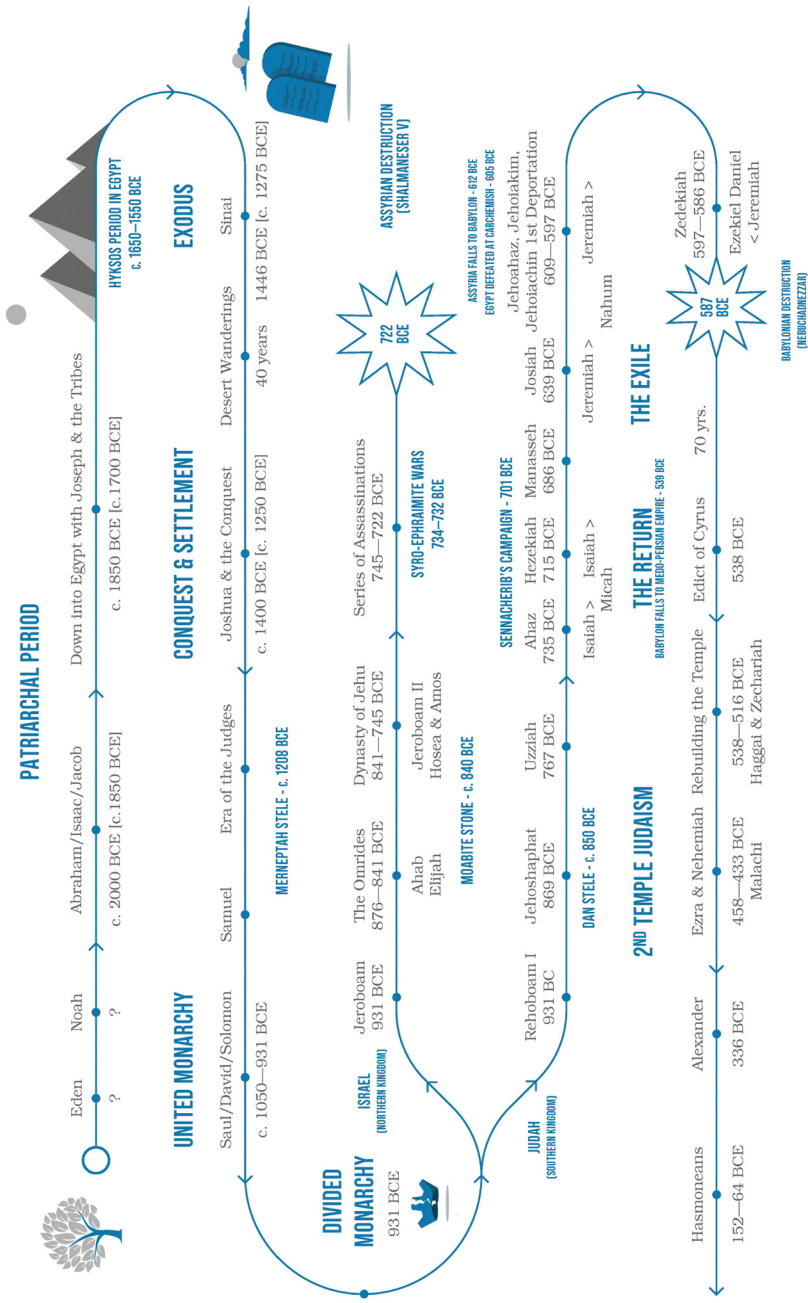 PATRIARCHAL PERIOD
Eden
?
Noah
?
Abraham/Isaac/Jacob
c. 2000 BCE [c.1850 BCE]
Down into Egypt with Joseph & the Tribes
c. 1850 BCE [c.1700 BCE]
HYKSOS PERIOD IN EGYPT
c. 1650—1550 BCE
EXODUS
Sinai
1446 BCE [c. 1275 BCE]
Desert Wanderings
40 years
CONQUEST & SETTLEMENT
Joshua & the Conquest
c. 1400 BCE [c. 1250 BCE]
Era of the Judges
MERNEPTAH STELE - c. 1208 BCE
Samuel
UNITED MONARCHY
Saul/David/Solomon
c. 1050—931 BCE
DIVIDED
MONARCHY
931 BCE
ISRAEL
(NORTHERN KINGDOM)
Jeroboam
931 BCE
The Omrides
876—841 BCE
Ahab
Elijah
MOABITE STONE - c. 840 BCE
Dynasty of Jehu
841—745 BCE
Jeroboam II
Hosea & Amos
Series of Assassinations
745—722 BCE
SYRO-EPHRAIMITE WARS
734—732 BCE
722
BCE
ASSYRIAN DESTRUCTION
(SHALMANESER V)
JUDAH
(SOUTHERN KINGDOM)
Rehoboam I
931 BC
Jehoshaphat
869 BCE
DAN STELE - c. 850 BCE
Uzziah
767 BCE
SENNACHERIB'S CAMPAIGN - 701 BCE
Ahaz
735 BCE
Isaiah >
Hezekiah
715 BCE
Isaiah >
Micah
Manasseh
686 BCE
Josiah
639 BCE
Jeremiah >
Nahum
ASSYRIA FALLS TO BABYLON - 612 BCE
EGYPT DEFEATED AT CARCHEMISH - 605 BCE
Jehoahaz, Jehoiakim,
Jehoiachin 1st Deportation
609—597 BCE
Jeremiah >
Zedekiah
597—586 BCE
Ezekiel Daniel
< Jeremiah
587
BCE
BABYLONIAN DESTRUCTION
(NEBUCHADNEZZAR)
THE EXILE
70 yrs.
THE RETURN
BABYLON FALLS TO MEDO-PERSIAN EMPIRE - 539 BCE
Edict of Cyrus
538 BCE
Rebuilding the Temple
538—516 BCE
Haggai & Zechariah
2ND TEMPLE JUDAISM
Ezra & Nehemiah
458—433 BCE
Malachi
Alexander
336 BCE
Hasmoneans
152—64 BCE